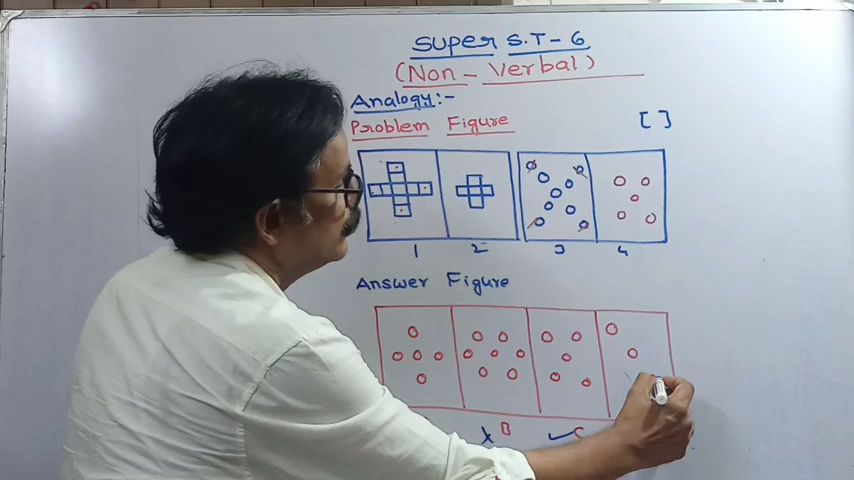 SUPER S.T-6
(Non-Verbal)
Analogy:-
Problem Figure [ ]
1 2 3 4
Answer Figure
B C